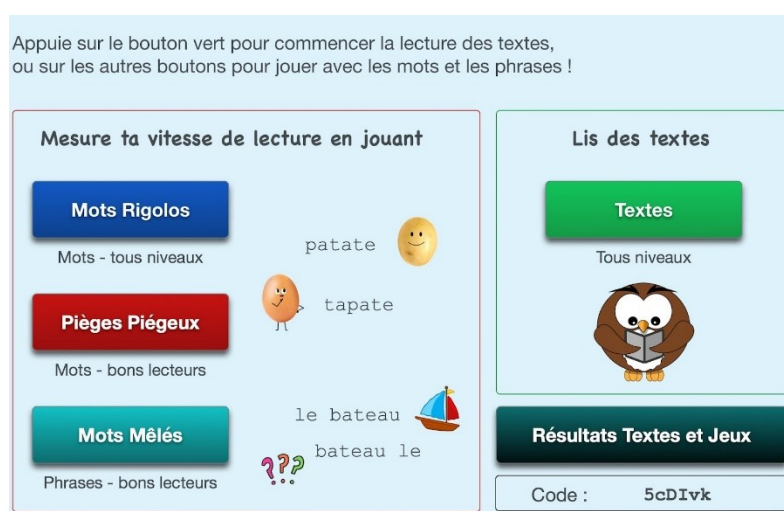 Appuie sur le bouton vert pour commencer la lecture des textes,
ou sur les autres boutons pour jouer avec les mots et les phrases !
Mesure ta vitesse de lecture en jouant
Mots Rigolos
Mots - tous niveaux
patate
tapate
Pièges Piégeux
Mots - bons lecteurs
le bateau
bateau le
???
Mots Mêlés
Phrases - bons lecteurs
Lis des textes
Textes
Tous niveaux
Résultats Textes et Jeux
Code : 5cDIvk